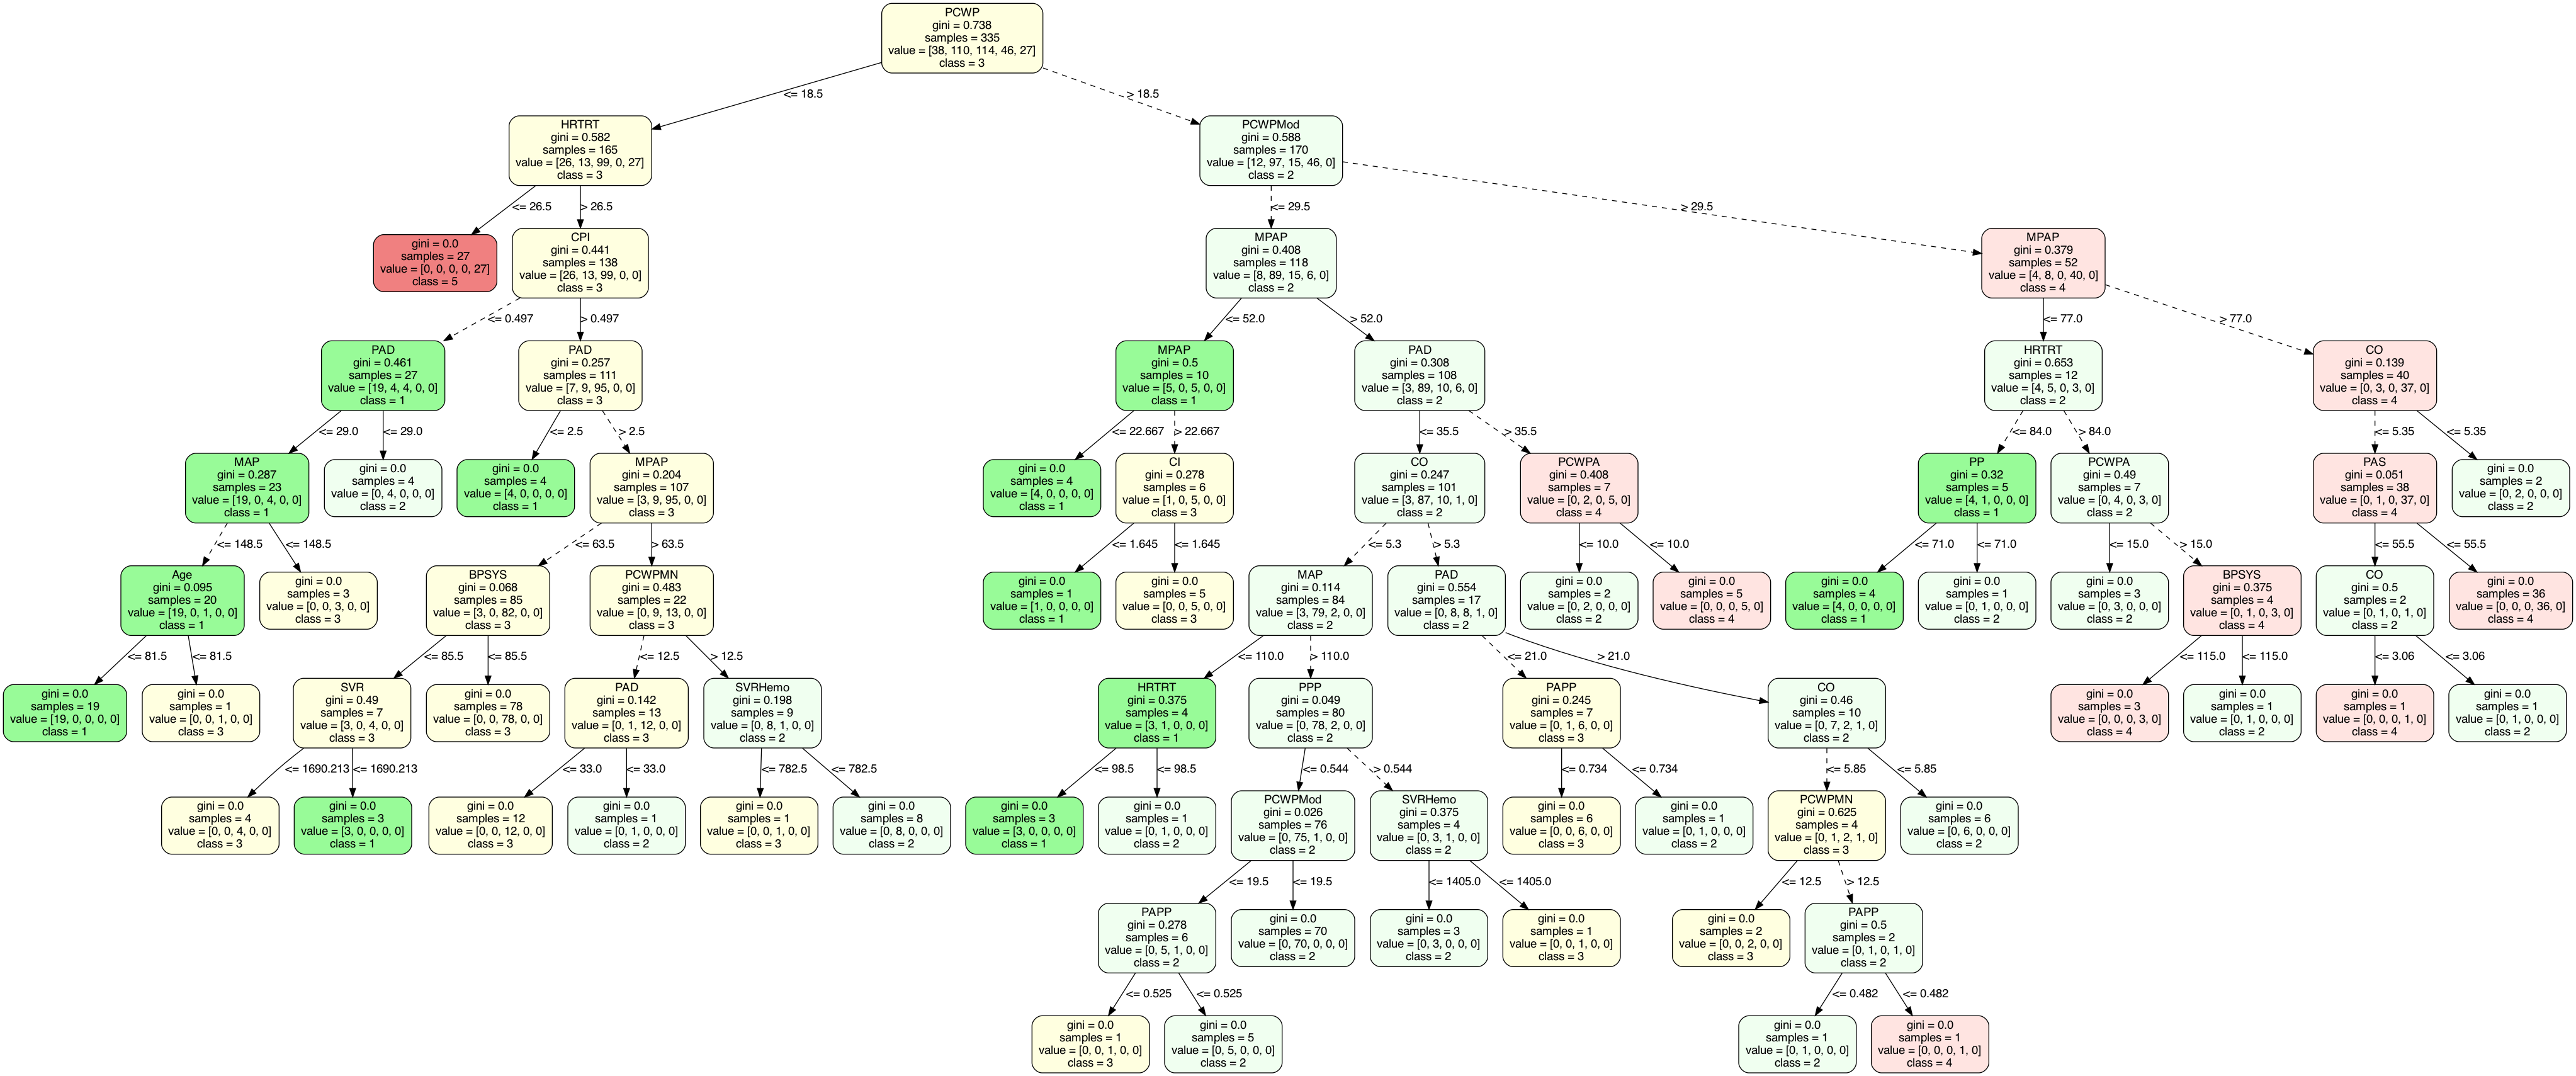 PCWP
gini = 0.738
samples = 335
value = [38, 110, 114, 46, 27]
class = 3
<= 18.5
> 18.5
HRTRT
gini = 0.582
samples = 165
value = [26, 13, 99, 0, 27]
class = 3
PCWPMod
gini = 0.588
samples = 170
value = [12, 97, 15, 46, 0]
class = 2
<= 26.5
> 26.5
<= 29.5
> 29.5
gini = 0.0
samples = 27
value = [0, 0, 0, 0, 27]
class = 5
CPI
gini = 0.441
samples = 138
value = [26, 13, 99, 0, 0]
class = 3
MPAP
gini = 0.408
samples = 118
value = [8, 89, 15, 6, 0]
class = 2
MPAP
gini = 0.379
samples = 52
value = [4, 8, 0, 40, 0]
class = 4
<= 0.497
> 0.497
<= 52.0
> 52.0
<= 77.0
> 77.0
PAD
gini = 0.461
samples = 27
value = [19, 4, 4, 0, 0]
class = 1
PAD
gini = 0.257
samples = 111
value = [7, 9, 95, 0, 0]
class = 3
MPAP
gini = 0.5
samples = 10
value = [5, 0, 5, 0, 0]
class = 1
PAD
gini = 0.308
samples = 108
value = [3, 89, 10, 6, 0]
class = 2
HRTRT
gini = 0.653
samples = 12
value = [4, 5, 0, 3, 0]
class = 2
CO
gini = 0.139
samples = 40
value = [0, 3, 0, 37, 0]
class = 4
<= 29.0
<= 29.0
<= 2.5
> 2.5
<= 22.667
> 22.667
<= 35.5
> 35.5
<= 84.0
> 84.0
<= 5.35
<= 5.35
MAP
gini = 0.287
samples = 23
value = [19, 0, 4, 0, 0]
class = 1
gini = 0.0
samples = 4
value = [0, 4, 0, 0, 0]
class = 2
gini = 0.0
samples = 4
value = [4, 0, 0, 0, 0]
class = 1
MPAP
gini = 0.204
samples = 107
value = [3, 9, 95, 0, 0]
class = 3
gini = 0.0
samples = 4
value = [4, 0, 0, 0, 0]
class = 1
CI
gini = 0.278
samples = 6
value = [1, 0, 5, 0, 0]
class = 3
CO
gini = 0.247
samples = 101
value = [3, 87, 10, 1, 0]
class = 2
PCWPA
gini = 0.408
samples = 7
value = [0, 2, 0, 5, 0]
class = 4
PP
gini = 0.32
samples = 5
value = [4, 1, 0, 0, 0]
class = 1
PCWPA
gini = 0.49
samples = 7
value = [0, 4, 0, 3, 0]
class = 2
PAS
gini = 0.051
samples = 38
value = [0, 1, 0, 37, 0]
class = 4
gini = 0.0
samples = 2
value = [0, 2, 0, 0, 0]
class = 2
<= 148.5
<= 148.5
<= 63.5
> 63.5
<= 1.645
<= 1.645
<= 5.3
> 5.3
<= 10.0
<= 10.0
<= 71.0
<= 71.0
<= 15.0
> 15.0
<= 55.5
<= 55.5
Age
gini = 0.095
samples = 20
value = [19, 0, 1, 0, 0]
class = 1
gini = 0.0
samples = 3
value = [0, 0, 3, 0, 0]
class = 3
BPSYS
gini = 0.068
samples = 85
value = [3, 0, 82, 0, 0]
class = 3
PCWPMN
gini = 0.483
samples = 22
value = [0, 9, 13, 0, 0]
class = 3
gini = 0.0
samples = 1
value = [1, 0, 0, 0, 0]
class = 1
gini = 0.0
samples = 5
value = [0, 0, 5, 0, 0]
class = 3
MAP
gini = 0.114
samples = 84
value = [3, 79, 2, 0, 0]
class = 2
PAD
gini = 0.554
samples = 17
value = [0, 8, 8, 1, 0]
class = 2
gini = 0.0
samples = 2
value = [0, 2, 0, 0, 0]
class = 2
gini = 0.0
samples = 5
value = [0, 0, 0, 5, 0]
class = 4
gini = 0.0
samples = 4
value = [4, 0, 0, 0, 0]
class = 1
gini = 0.0
samples = 1
value = [0, 1, 0, 0, 0]
class = 2
gini = 0.0
samples = 3
value = [0, 3, 0, 0, 0]
class = 2
BPSYS
gini = 0.375
samples = 4
value = [0, 1, 0, 3, 0]
class = 4
CO
gini = 0.5
samples = 2
value = [0, 1, 0, 1, 0]
class = 2
gini = 0.0
samples = 36
value = [0, 0, 0, 36, 0]
class = 4
<= 81.5
<= 81.5
<= 85.5
<= 85.5
<= 12.5
> 12.5
<= 110.0
> 110.0
<= 21.0
> 21.0
<= 115.0
<= 115.0
<= 3.06
<= 3.06
gini = 0.0
samples = 19
value = [19, 0, 0, 0, 0]
class = 1
gini = 0.0
samples = 1
value = [0, 0, 1, 0, 0]
class = 3
SVR
gini = 0.49
samples = 7
value = [3, 0, 4, 0, 0]
class = 3
gini = 0.0
samples = 78
value = [0, 0, 78, 0, 0]
class = 3
PAD
gini = 0.142
samples = 13
value = [0, 1, 12, 0, 0]
class = 3
SVRHemo
gini = 0.198
samples = 9
value = [0, 8, 1, 0, 0]
class = 2
HRTRT
gini = 0.375
samples = 4
value = [3, 1, 0, 0, 0]
class = 1
PPP
gini = 0.049
samples = 80
value = [0, 78, 2, 0, 0]
class = 2
PAPP
gini = 0.245
samples = 7
value = [0, 1, 6, 0, 0]
class = 3
CO
gini = 0.46
samples = 10
value = [0, 7, 2, 1, 0]
class = 2
gini = 0.0
samples = 3
value = [0, 0, 0, 3, 0]
class = 4
gini = 0.0
samples = 1
value = [0, 1, 0, 0, 0]
class = 2
gini = 0.0
samples = 1
value = [0, 0, 0, 1, 0]
class = 4
gini = 0.0
samples = 1
value = [0, 1, 0, 0, 0]
class = 2
<= 1690.213
<= 1690.213
<= 33.0
<= 33.0
<= 782.5
<= 782.5
<= 98.5
<= 98.5
<= 0.544
> 0.544
<= 0.734
<= 0.734
<= 5.85
<= 5.85
gini = 0.0
samples = 4
value = [0, 0, 4, 0, 0]
class = 3
gini = 0.0
samples = 3
value = [3, 0, 0, 0, 0]
class = 1
gini = 0.0
samples = 12
value = [0, 0, 12, 0, 0]
class = 3
gini = 0.0
samples = 1
value = [0, 1, 0, 0, 0]
class = 2
gini = 0.0
samples = 1
value = [0, 0, 1, 0, 0]
class = 3
gini = 0.0
samples = 8
value = [0, 8, 0, 0, 0]
class = 2
gini = 0.0
samples = 3
value = [3, 0, 0, 0, 0]
class = 1
gini = 0.0
samples = 1
value = [0, 1, 0, 0, 0]
class = 2
PCWPMod
gini = 0.026
samples = 76
value = [0, 75, 1, 0, 0]
class = 2
SVRHemo
gini = 0.375
samples = 4
value = [0, 3, 1, 0, 0]
class = 2
gini = 0.0
samples = 6
value = [0, 0, 6, 0, 0]
class = 3
gini = 0.0
samples = 1
value = [0, 1, 0, 0, 0]
class = 2
PCWPMN
gini = 0.625
samples = 4
value = [0, 1, 2, 1, 0]
class = 3
gini = 0.0
samples = 6
value = [0, 6, 0, 0, 0]
class = 2
<= 19.5
<= 19.5
<= 1405.0
<= 1405.0
<= 12.5
> 12.5
PAPP
gini = 0.278
samples = 6
value = [0, 5, 1, 0, 0]
class = 2
gini = 0.0
samples = 70
value = [0, 70, 0, 0, 0]
class = 2
gini = 0.0
samples = 3
value = [0, 3, 0, 0, 0]
class = 2
gini = 0.0
samples = 1
value = [0, 0, 1, 0, 0]
class = 3
gini = 0.0
samples = 2
value = [0, 0, 2, 0, 0]
class = 3
PAPP
gini = 0.5
samples = 2
value = [0, 1, 0, 1, 0]
class = 2
<= 0.525
<= 0.525
<= 0.482
<= 0.482
gini = 0.0
samples = 1
value = [0, 0, 1, 0, 0]
class = 3
gini = 0.0
samples = 5
value = [0, 5, 0, 0, 0]
class = 2
gini = 0.0
samples = 1
value = [0, 1, 0, 0, 0]
class = 2
gini = 0.0
samples = 1
value = [0, 0, 0, 1, 0]
class = 4